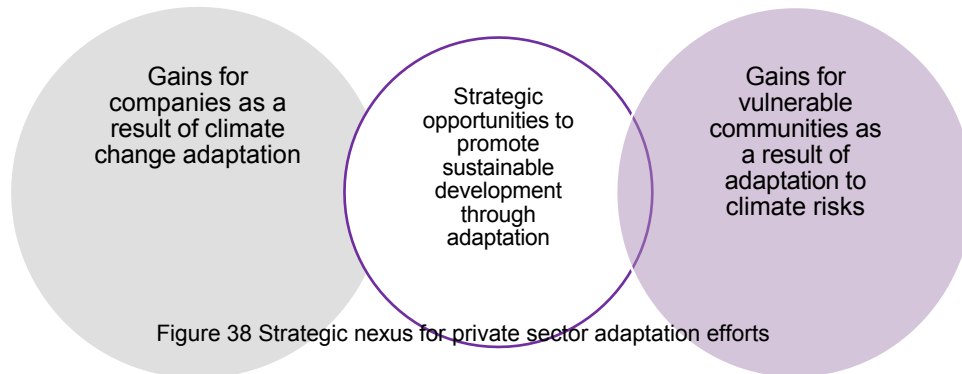 Gains for
companies as a
result of climate
change adaptation
Strategic
opportunities to
promote
sustainable
development
through
adaptation
Gains for
vulnerable
communities as
a result of
adaptation to
climate risks
Figure 38 Strategic nexus for private sector adaptation efforts